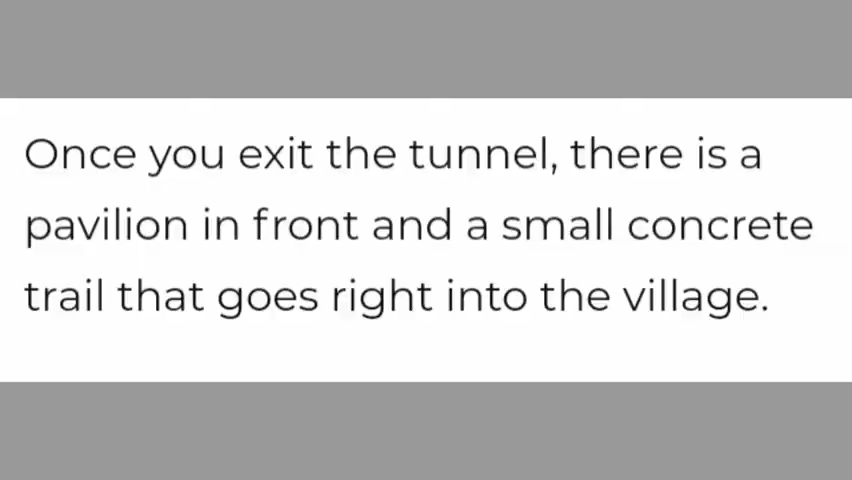 Once you exit the tunnel, there is a
pavilion in front and a small concrete
trail that goes right into the village.